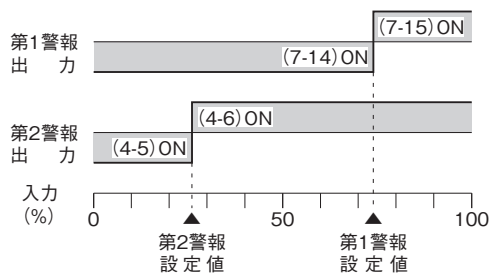 第1警報
出 力
(7-15)ON
(7-14)ON
第2警報
出 力
(4-6)ON
(4-5)ON
入力
(%)
0 50 100
第2警報
設定値
第1警報
設定値